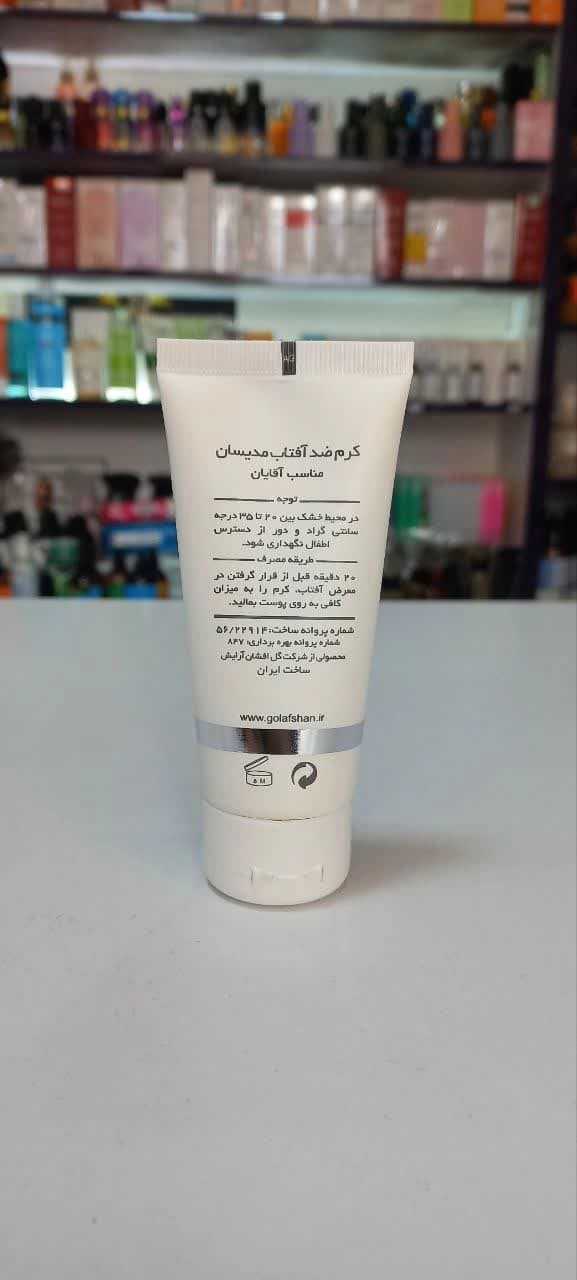 کرم ضد آفتاب مدیسان
مناسب آقایان
توجه
در محیط خشک بین ۲۰ تا ۳۵ درجه
سانتی گراد و دور از دسترس
اطفال نگهداری شود.
طریقه مصرف
۲۰ دقیقه قبل از قرار گرفتن در
معرض آفتاب، کرم را به میزان
کافی به روی پوست بمالید.
شماره پروانه ساخت: ۵۶/۲۲۹۱۴
شماره پروانه بهره برداری: ۸۴۷
محصولی از شرکت گل افشان آرایش
ساخت ایران
www.golafshan.ir